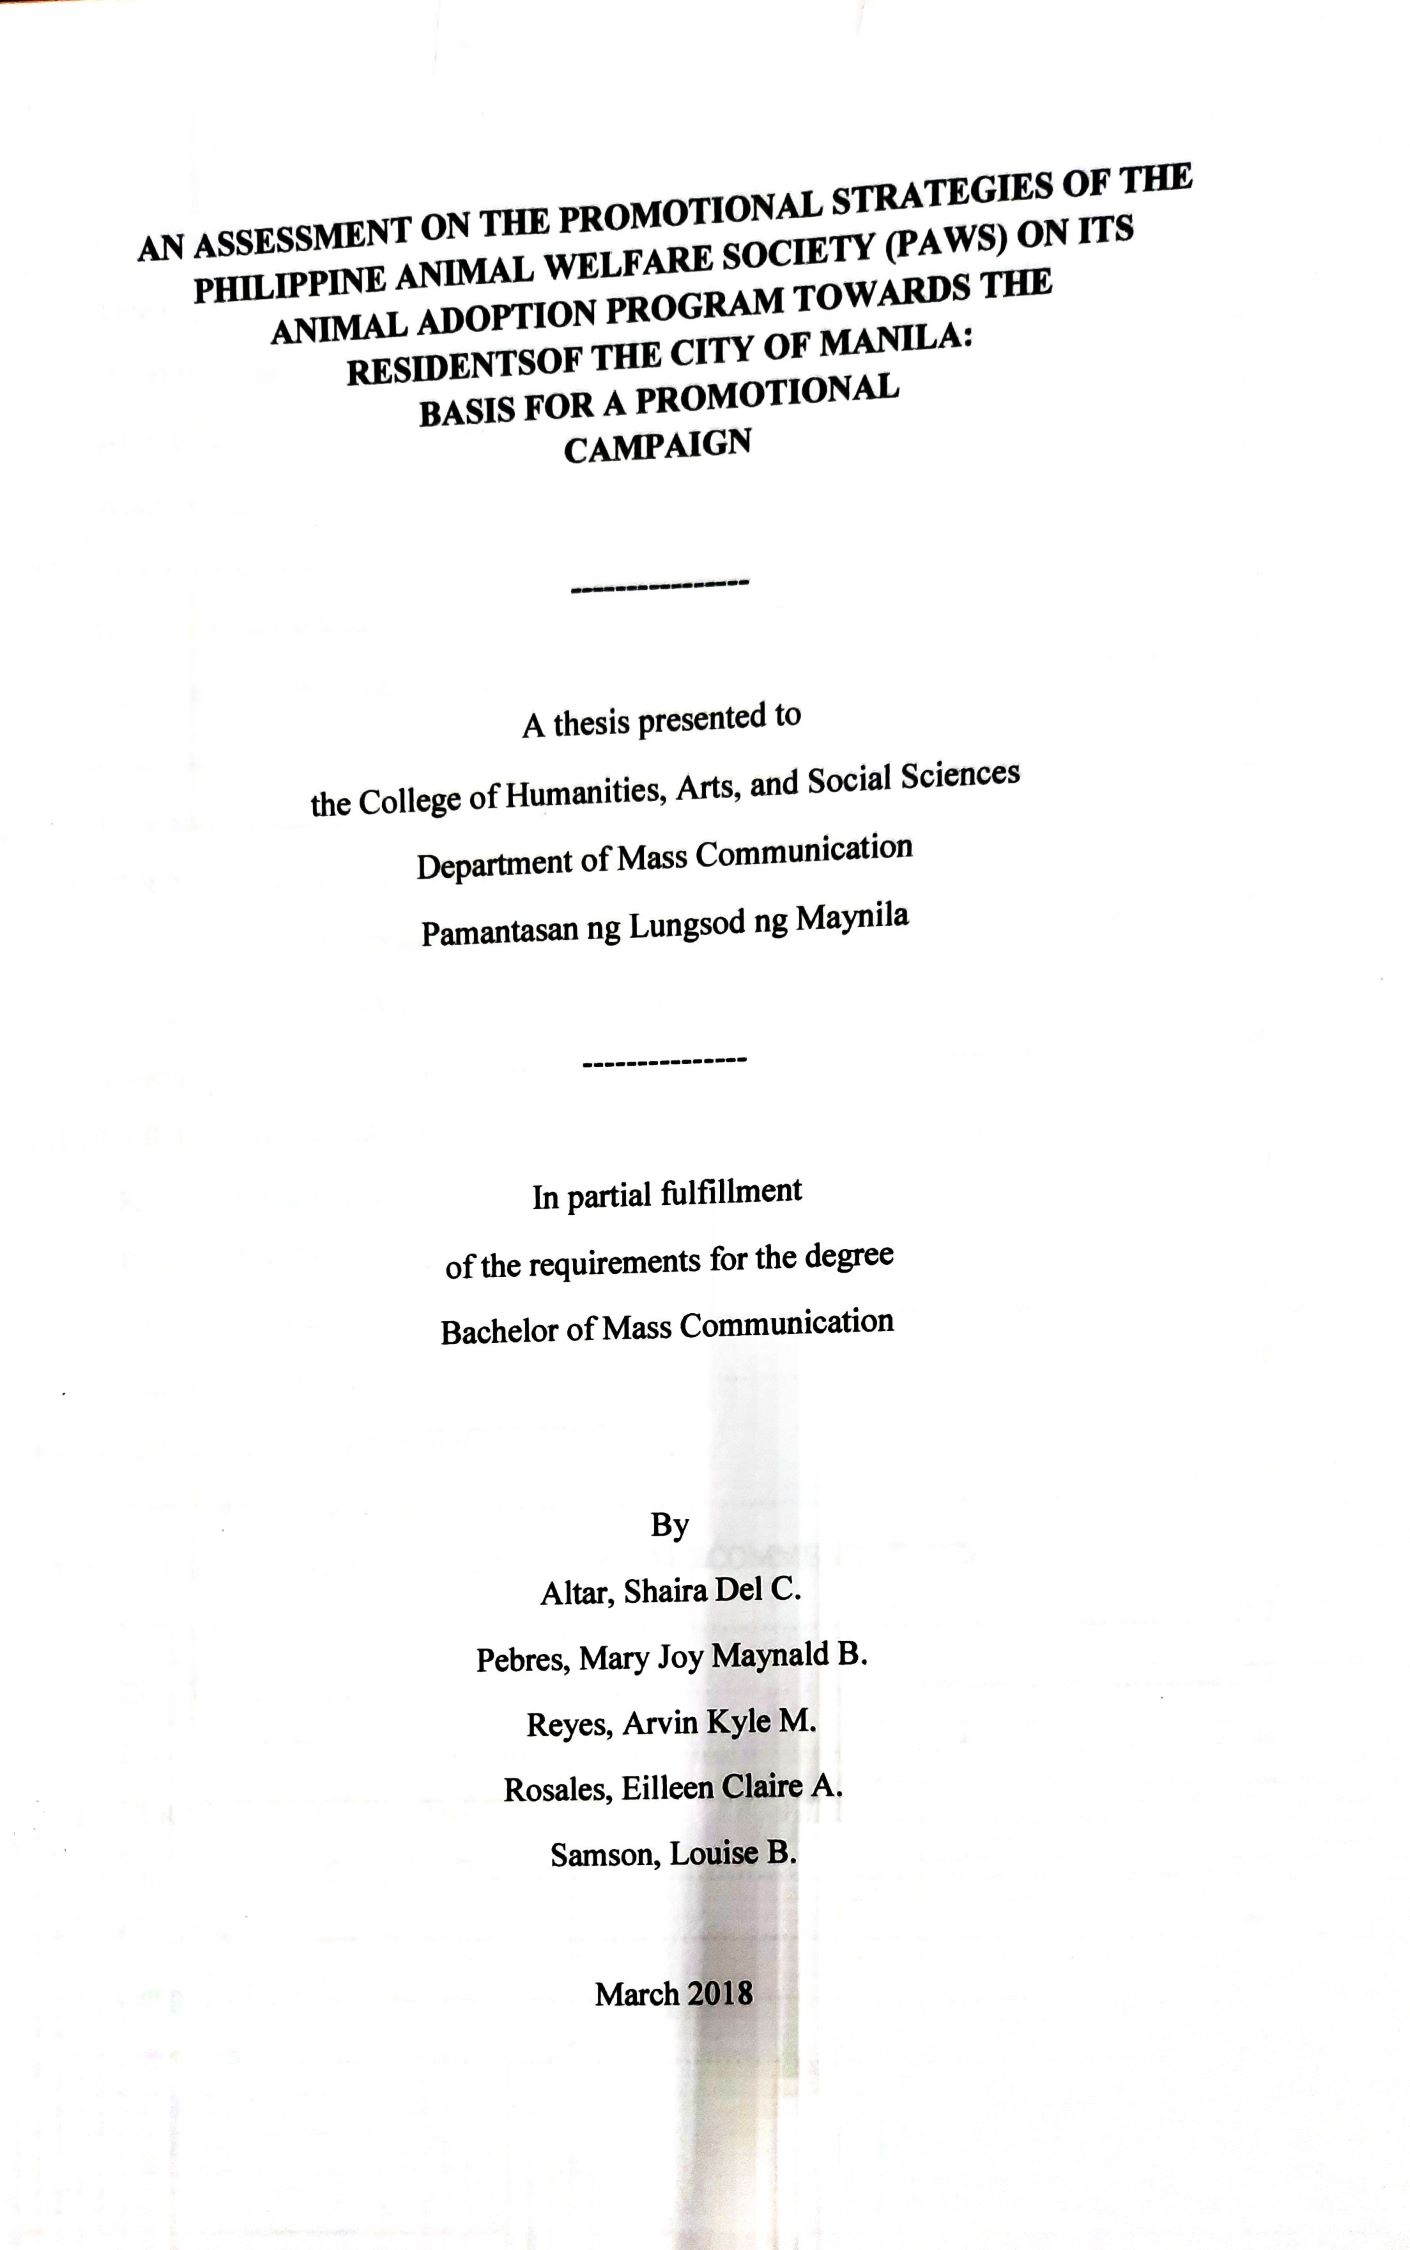 AN ASSESSMENT ON THE PROMOTIONAL STRATEGIES OF THE
PHILIPPINE ANIMAL WELFARE SOCIETY (PAWS) ON ITS
ANIMAL ADOPTION PROGRAM TOWARDS THE
RESIDENTSOF THE CITY OF MANILA:
BASIS FOR A PROMOTIONAL
CAMPAIGN
----------------
A thesis presented to
the College of Humanities, Arts, and Social Sciences
Department of Mass Communication
Pamantasan ng Lungsod ng Maynila
---------------
In partial fulfillment
of the requirements for the degree
Bachelor of Mass Communication
By
Altar, Shaira Del C.
Pebres, Mary Joy Maynald B.
Reyes, Arvin Kyle M.
Rosales, Eilleen Claire A.
Samson, Louise B.
March 2018